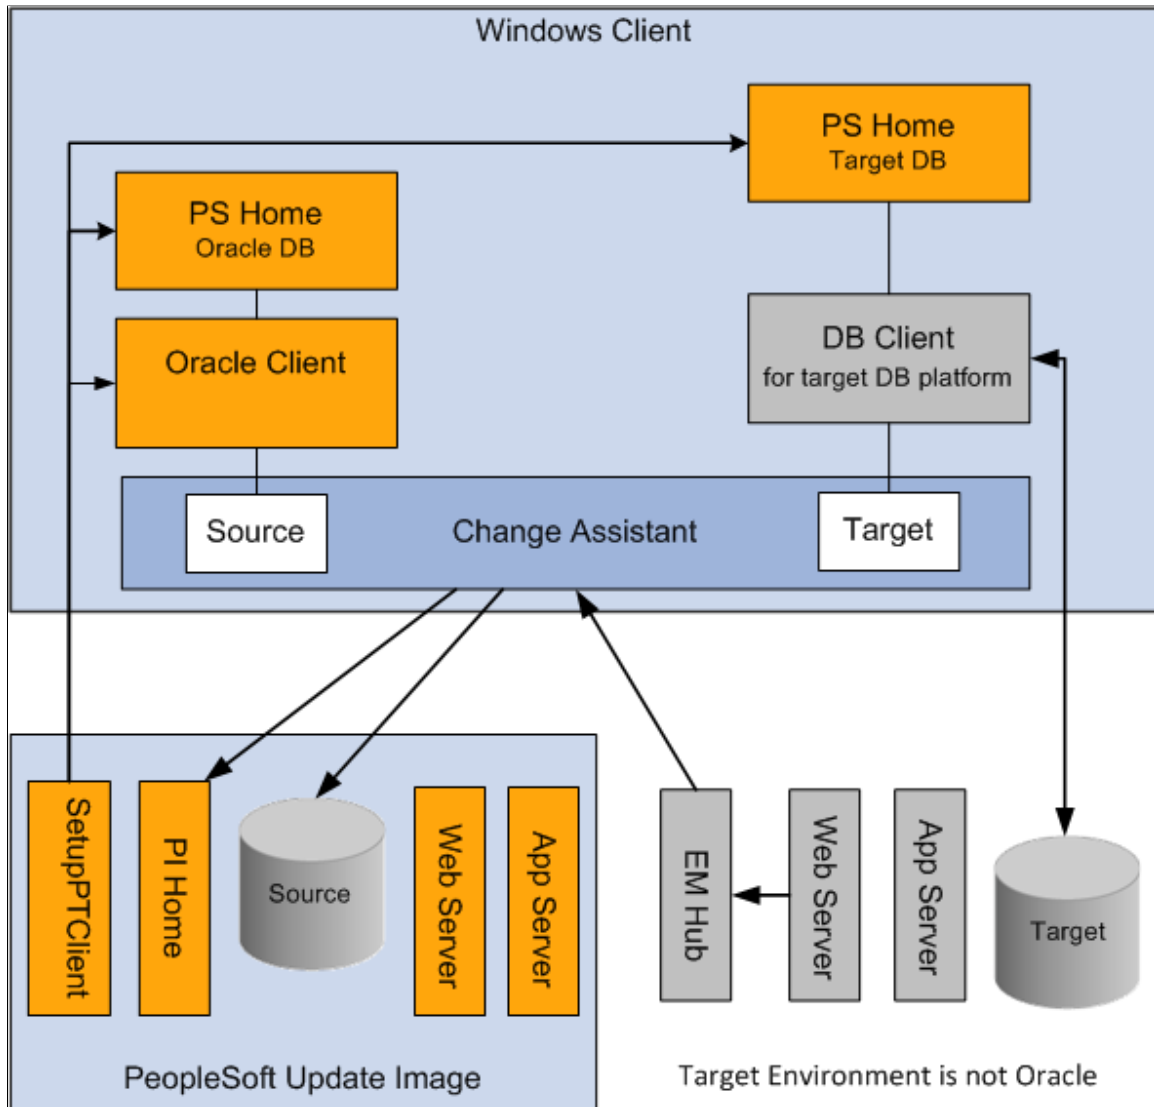 Windows Client
PS Home
Target DB
PS Home
Oracle DB
Oracle Client
DB Client
for target DB platform
Source
Change Assistant
Target
SetupPTClient
PI Home
Source
Web Server
App Server
EM Hub
Web Server
App Server
Target
PeopleSoft Update Image
Target Environment is not Oracle